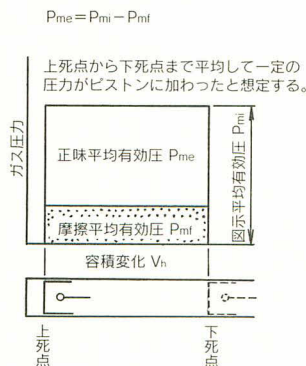 Pme＝Pmi－Pmf
上死点から下死点まで平均して一定の
圧力がピストンに加わったと想定する。
ガス圧力
正味平均有効圧 Pme
図示平均有効圧 Pmi
摩擦平均有効圧 Pmf
容積変化 Vh
上死点
下死点